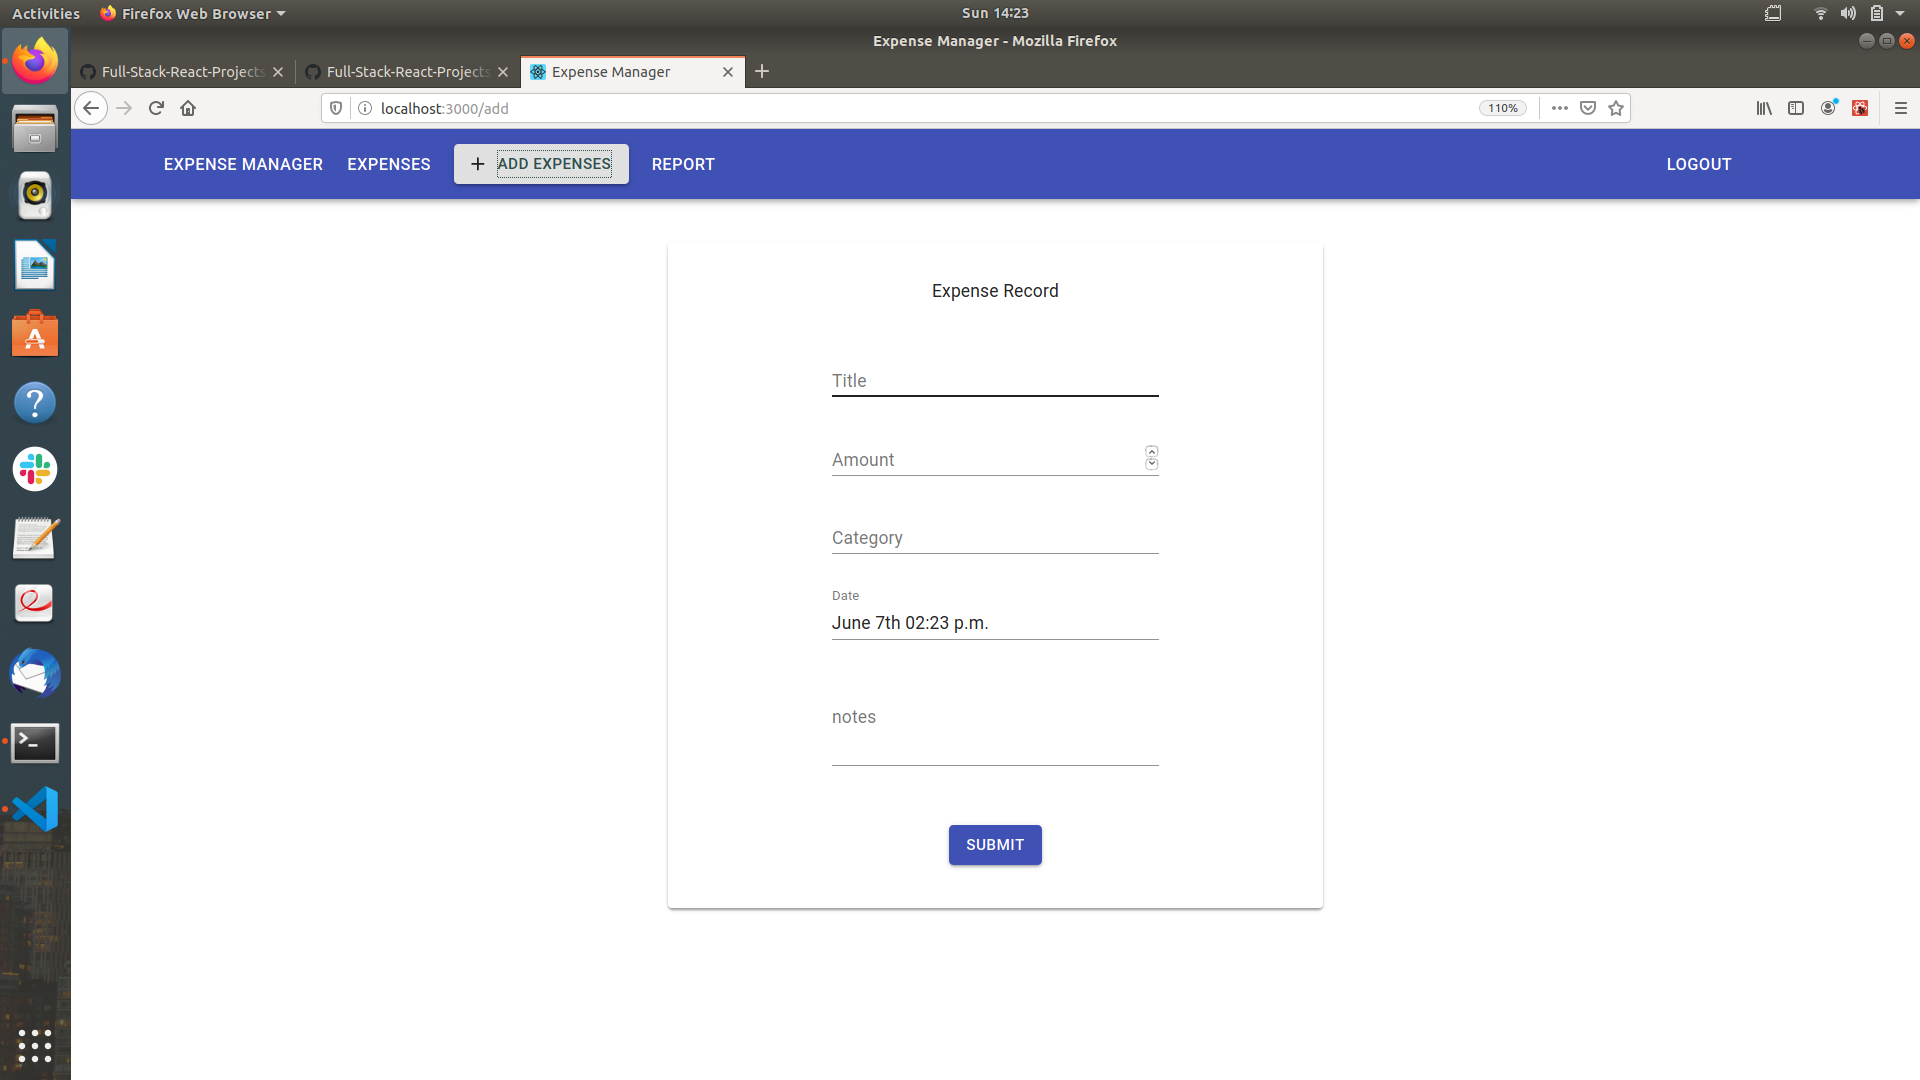 Activities
Firefox Web Browser
Sun 14:23
Expense Manager - Mozilla Firefox
Full-Stack-React-Projects
Full-Stack-React-Projects
Expense Manager
localhost:3000/add
110%
EXPENSE MANAGER
EXPENSES
ADD EXPENSES
REPORT
LOGOUT
Expense Record
Title
Amount
Category
Date
June 7th 02:23 p.m.
notes
SUBMIT